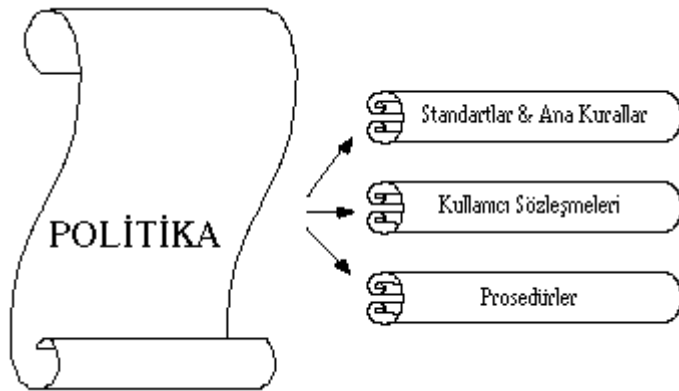 POLİTİKA
Standartlar & Ana Kurallar
Kullanıcı Sözleşmeleri
Prosedürler